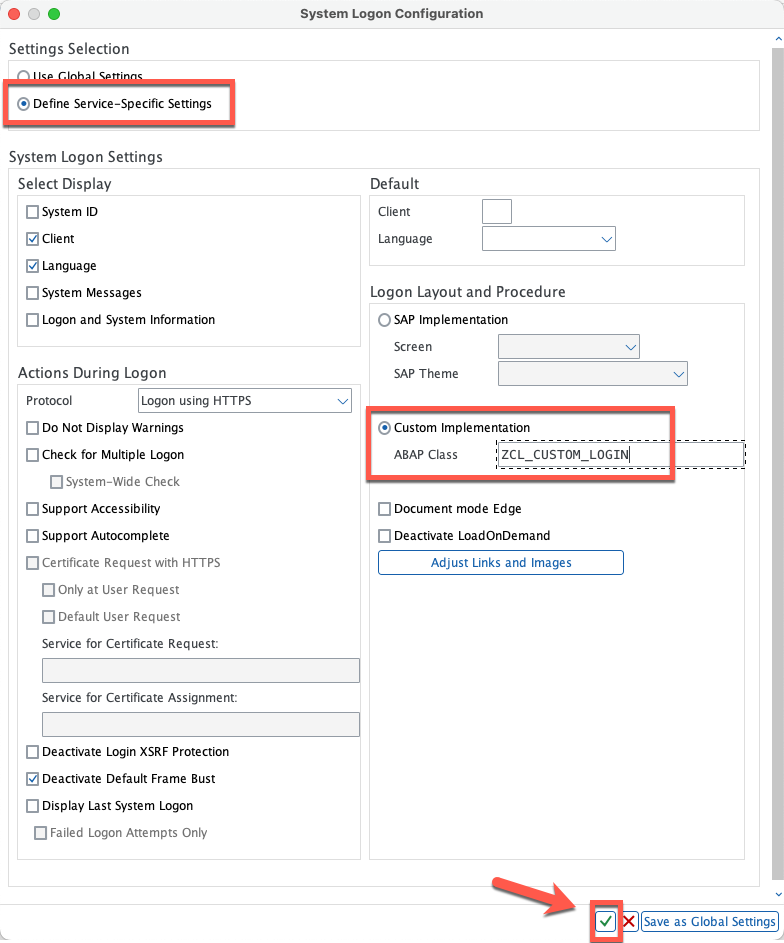 System Logon Configuration
Settings Selection
Use Global Settings
Define Service-Specific Settings
System Logon Settings
Select Display
System ID
Client
Language
System Messages
Logon and System Information
Default
Client
Language
Actions During Logon
Protocol Logon using HTTPS
Do Not Display Warnings
Check for Multiple Logon
System-Wide Check
Support Accessibility
Support Autocomplete
Certificate Request with HTTPS
Only at User Request
Default User Request
Service for Certificate Request:
Service for Certificate Assignment:
Deactivate Login XSRF Protection
Deactivate Default Frame Bust
Display Last System Logon
Failed Logon Attempts Only
Logon Layout and Procedure
SAP Implementation
Screen
SAP Theme
Custom Implementation
ABAP Class ZCL_CUSTOM_LOGIN
Document mode Edge
Deactivate LoadOnDemand
Adjust Links and Images
Save as Global Settings